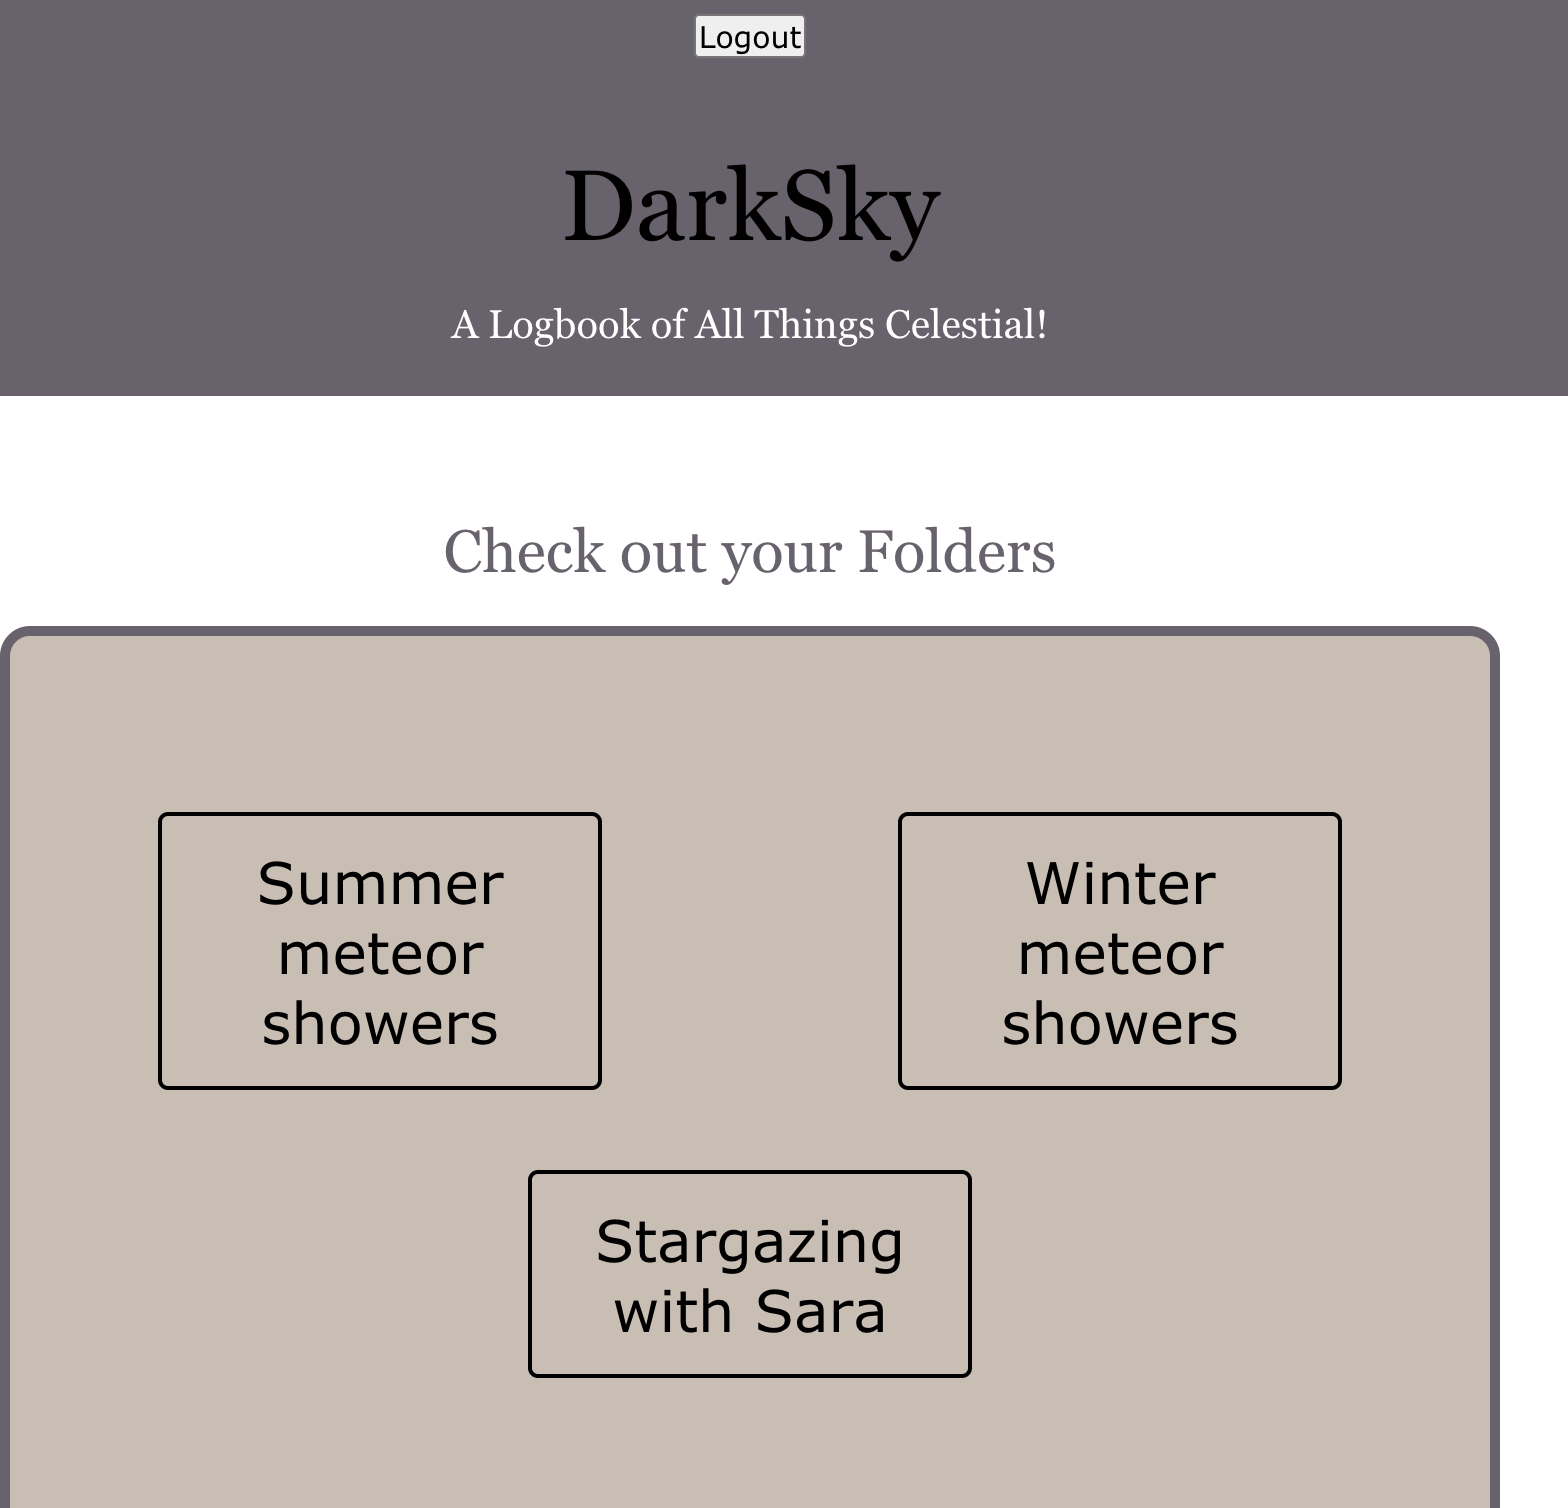 Logout
DarkSky
A Logbook of All Things Celestial!
Check out your Folders
Summer
meteor
showers
Winter
meteor
showers
Stargazing
with Sara